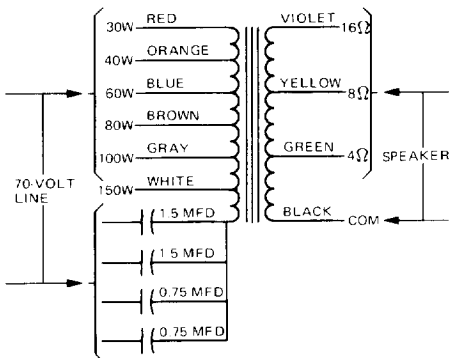 30W RED VIOLET 16Ω
40W ORANGE
60W BLUE YELLOW 8Ω
80W BROWN
100W GRAY GREEN 4Ω SPEAKER
70-VOLT LINE
150W WHITE
1.5 MFD BLACK COM
1.5 MFD
0.75 MFD
0.75 MFD